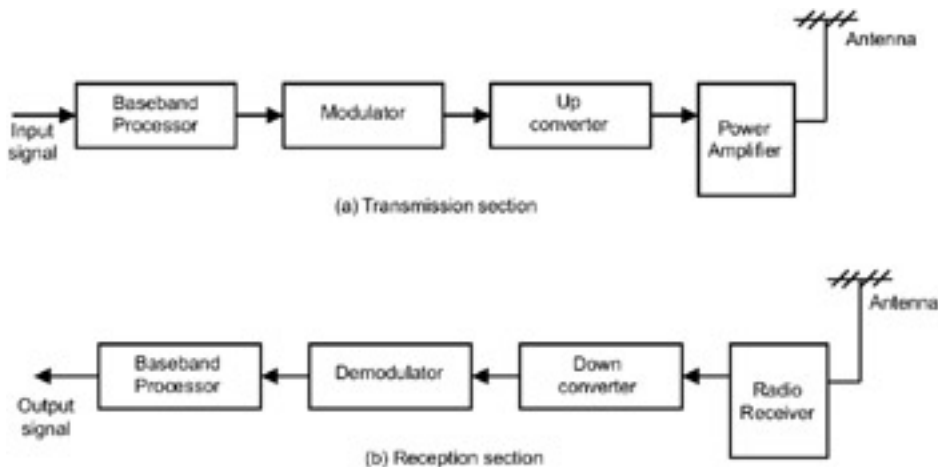 Antenna
Baseband
Processor
Modulator
Up
converter
Power
Amplifier
Input
signal
(a) Transmission section
Antenna
Baseband
Processor
Demodulator
Down
converter
Radio
Receiver
Output
signal
(b) Reception section